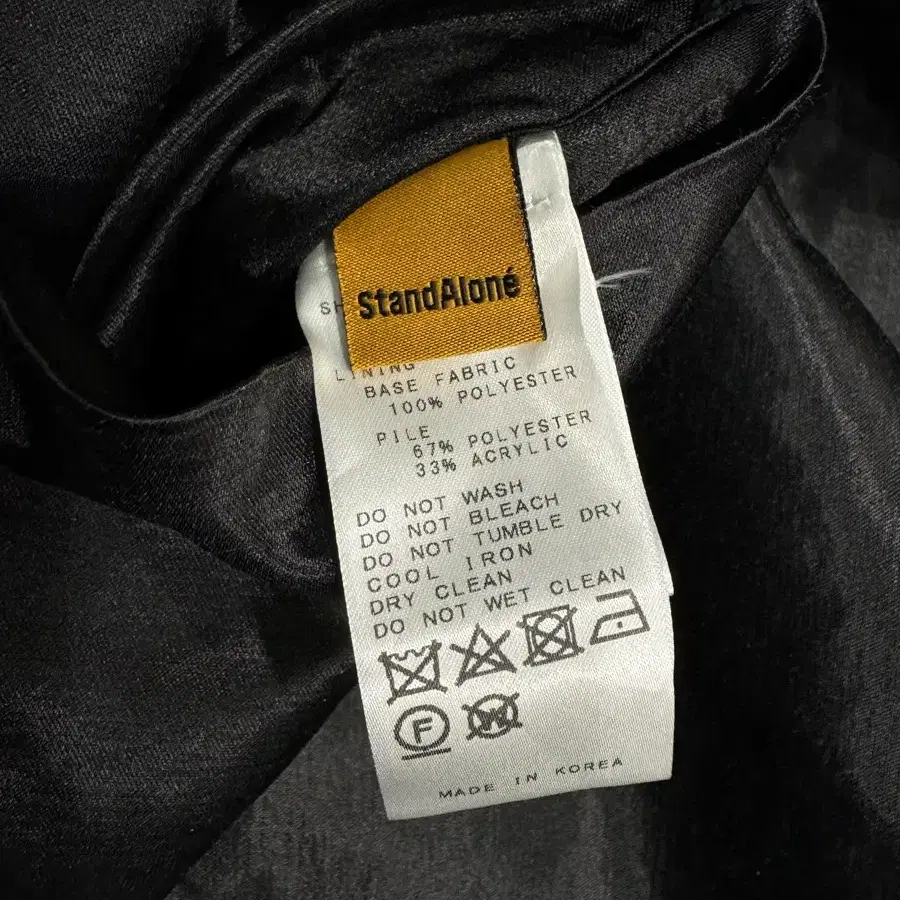 StandAloné
LINING
BASE FABRIC
100% POLYESTER
PILE
67% POLYESTER
33% ACRYLIC
DO NOT WASH
DO NOT BLEACH
DO NOT TUMBLE DRY
COOL IRON
DRY CLEAN
DO NOT WET CLEAN
F
W
MADE IN KOREA